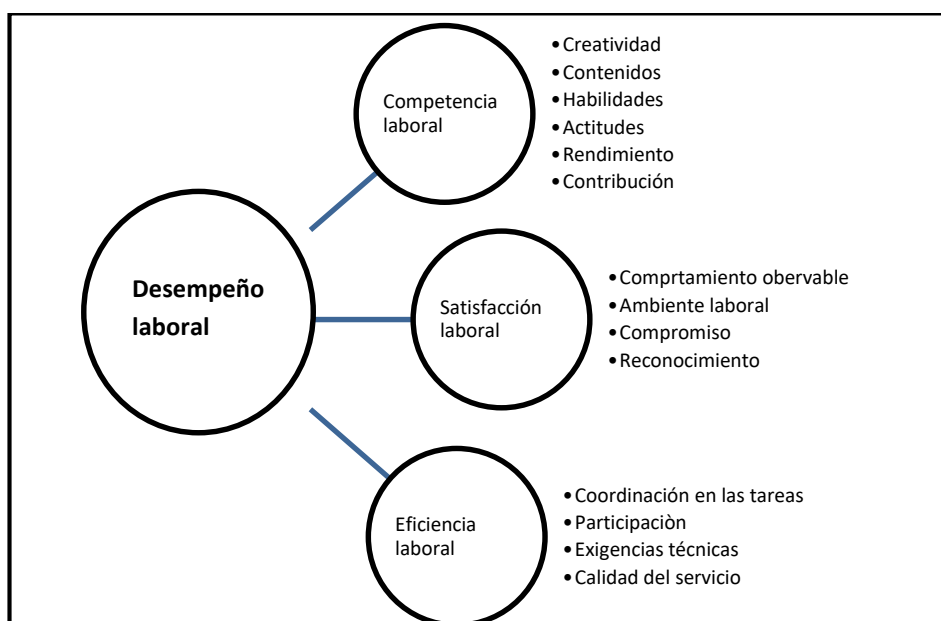 Desempeño
laboral
Competencia
laboral
•Creatividad
•Contenidos
•Habilidades
•Actitudes
•Rendimiento
•Contribución
Satisfacción
laboral
•Comprtamiento obervable
•Ambiente laboral
•Compromiso
•Reconocimiento
Eficiencia
laboral
•Coordinación en las tareas
•Participaciòn
•Exigencias técnicas
•Calidad del servicio